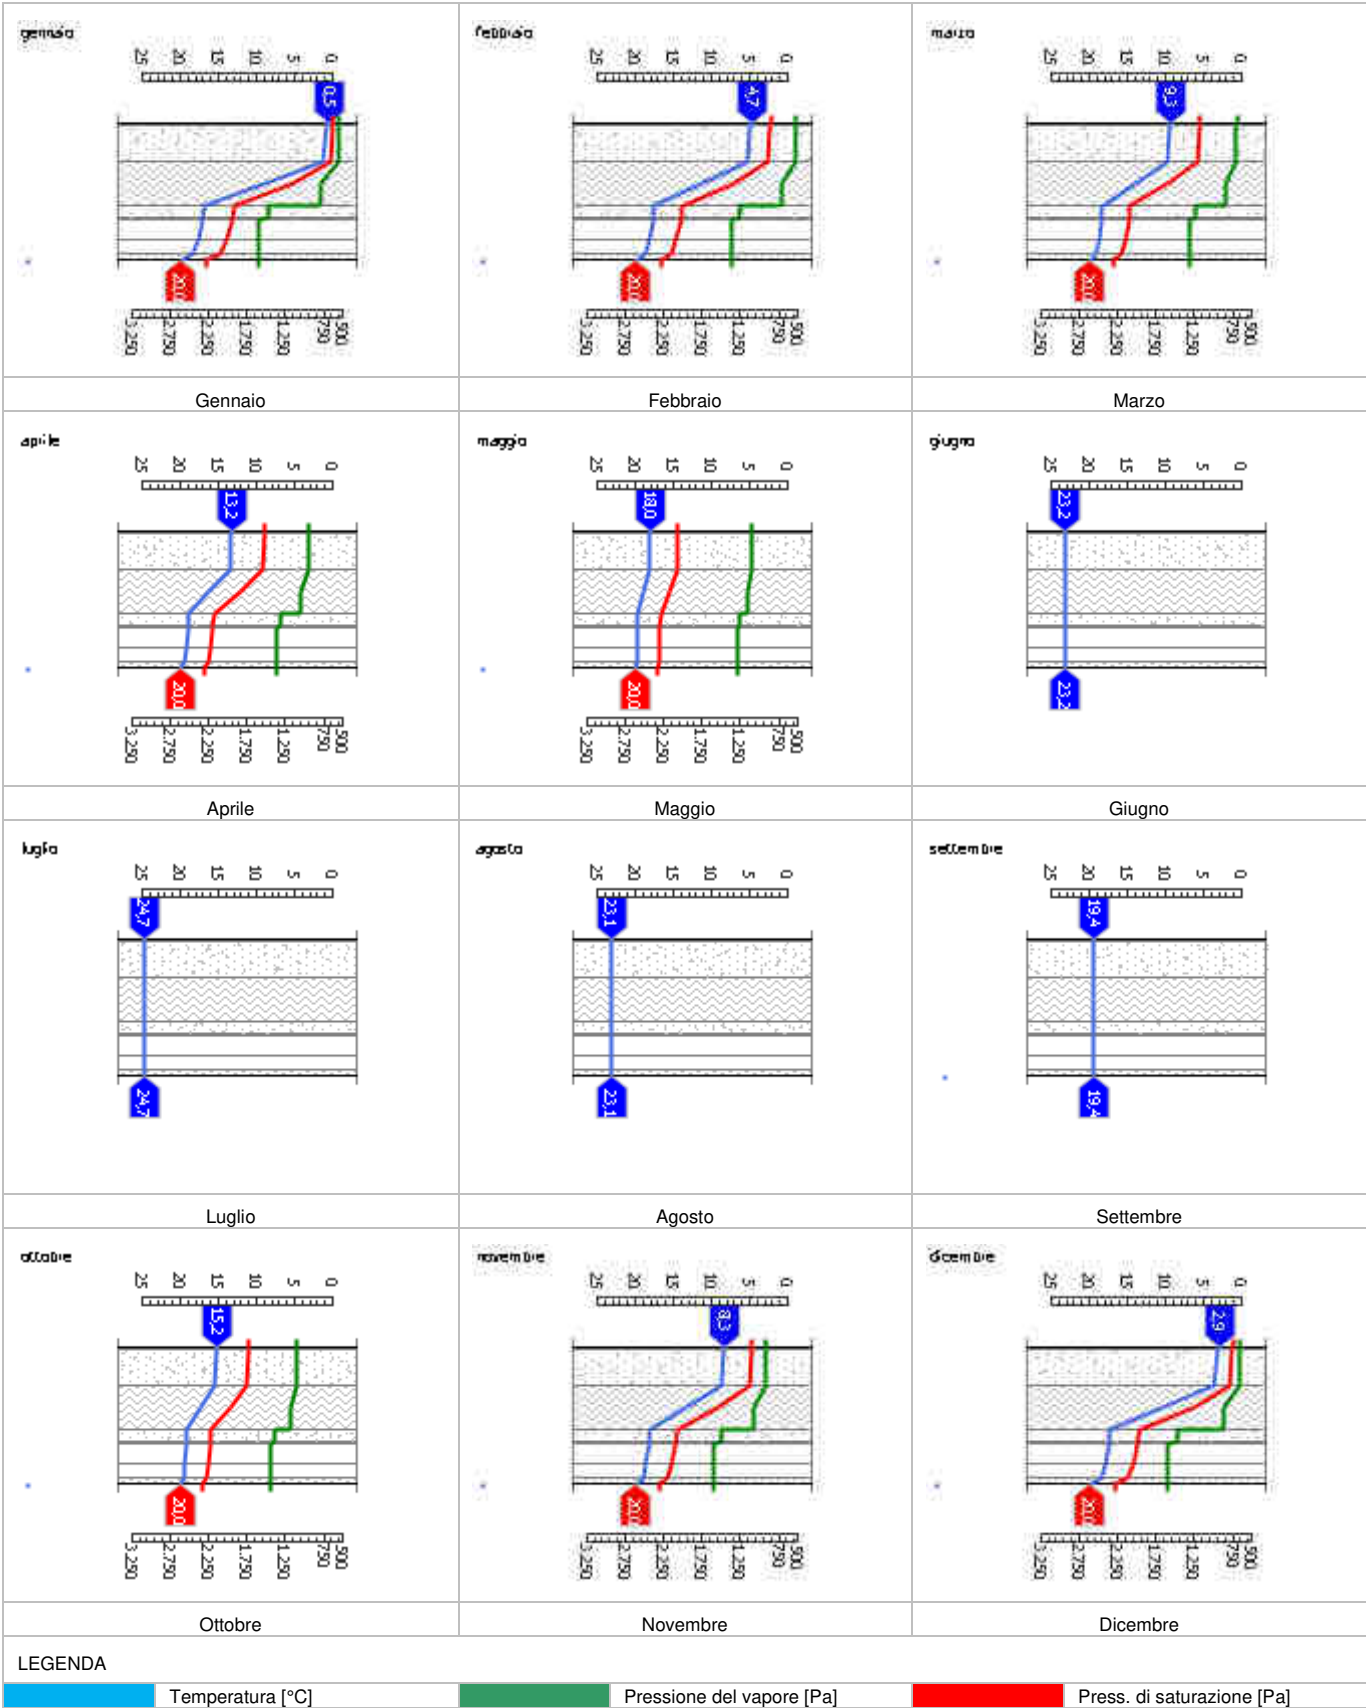 gennaio
25 20 15 10 5 0
0,5
20,0
3.250 2.750 2.250 1.750 1.250 750 500
Gennaio
febbraio
25 20 15 10 5 0
4,7
20,0
3.250 2.750 2.250 1.750 1.250 750 500
Febbraio
marzo
25 20 15 10 5 0
9,3
20,0
3.250 2.750 2.250 1.750 1.250 750 500
Marzo
aprile
25 20 15 10 5 0
13,2
20,0
3.250 2.750 2.250 1.750 1.250 750 500
Aprile
maggio
25 20 15 10 5 0
18,0
20,0
3.250 2.750 2.250 1.750 1.250 750 500
Maggio
giugno
25 20 15 10 5 0
23,2
23,2
Giugno
luglio
25 20 15 10 5 0
24,7
24,7
Luglio
agosto
25 20 15 10 5 0
23,1
23,1
Agosto
settembre
25 20 15 10 5 0
19,4
19,4
Settembre
ottobre
25 20 15 10 5 0
15,2
20,0
3.250 2.750 2.250 1.750 1.250 750 500
Ottobre
novembre
25 20 15 10 5 0
8,3
20,0
3.250 2.750 2.250 1.750 1.250 750 500
Novembre
dicembre
25 20 15 10 5 0
2,9
20,0
3.250 2.750 2.250 1.750 1.250 750 500
Dicembre
LEGENDA
Temperatura [°C]
Pressione del vapore [Pa]
Press. di saturazione [Pa]